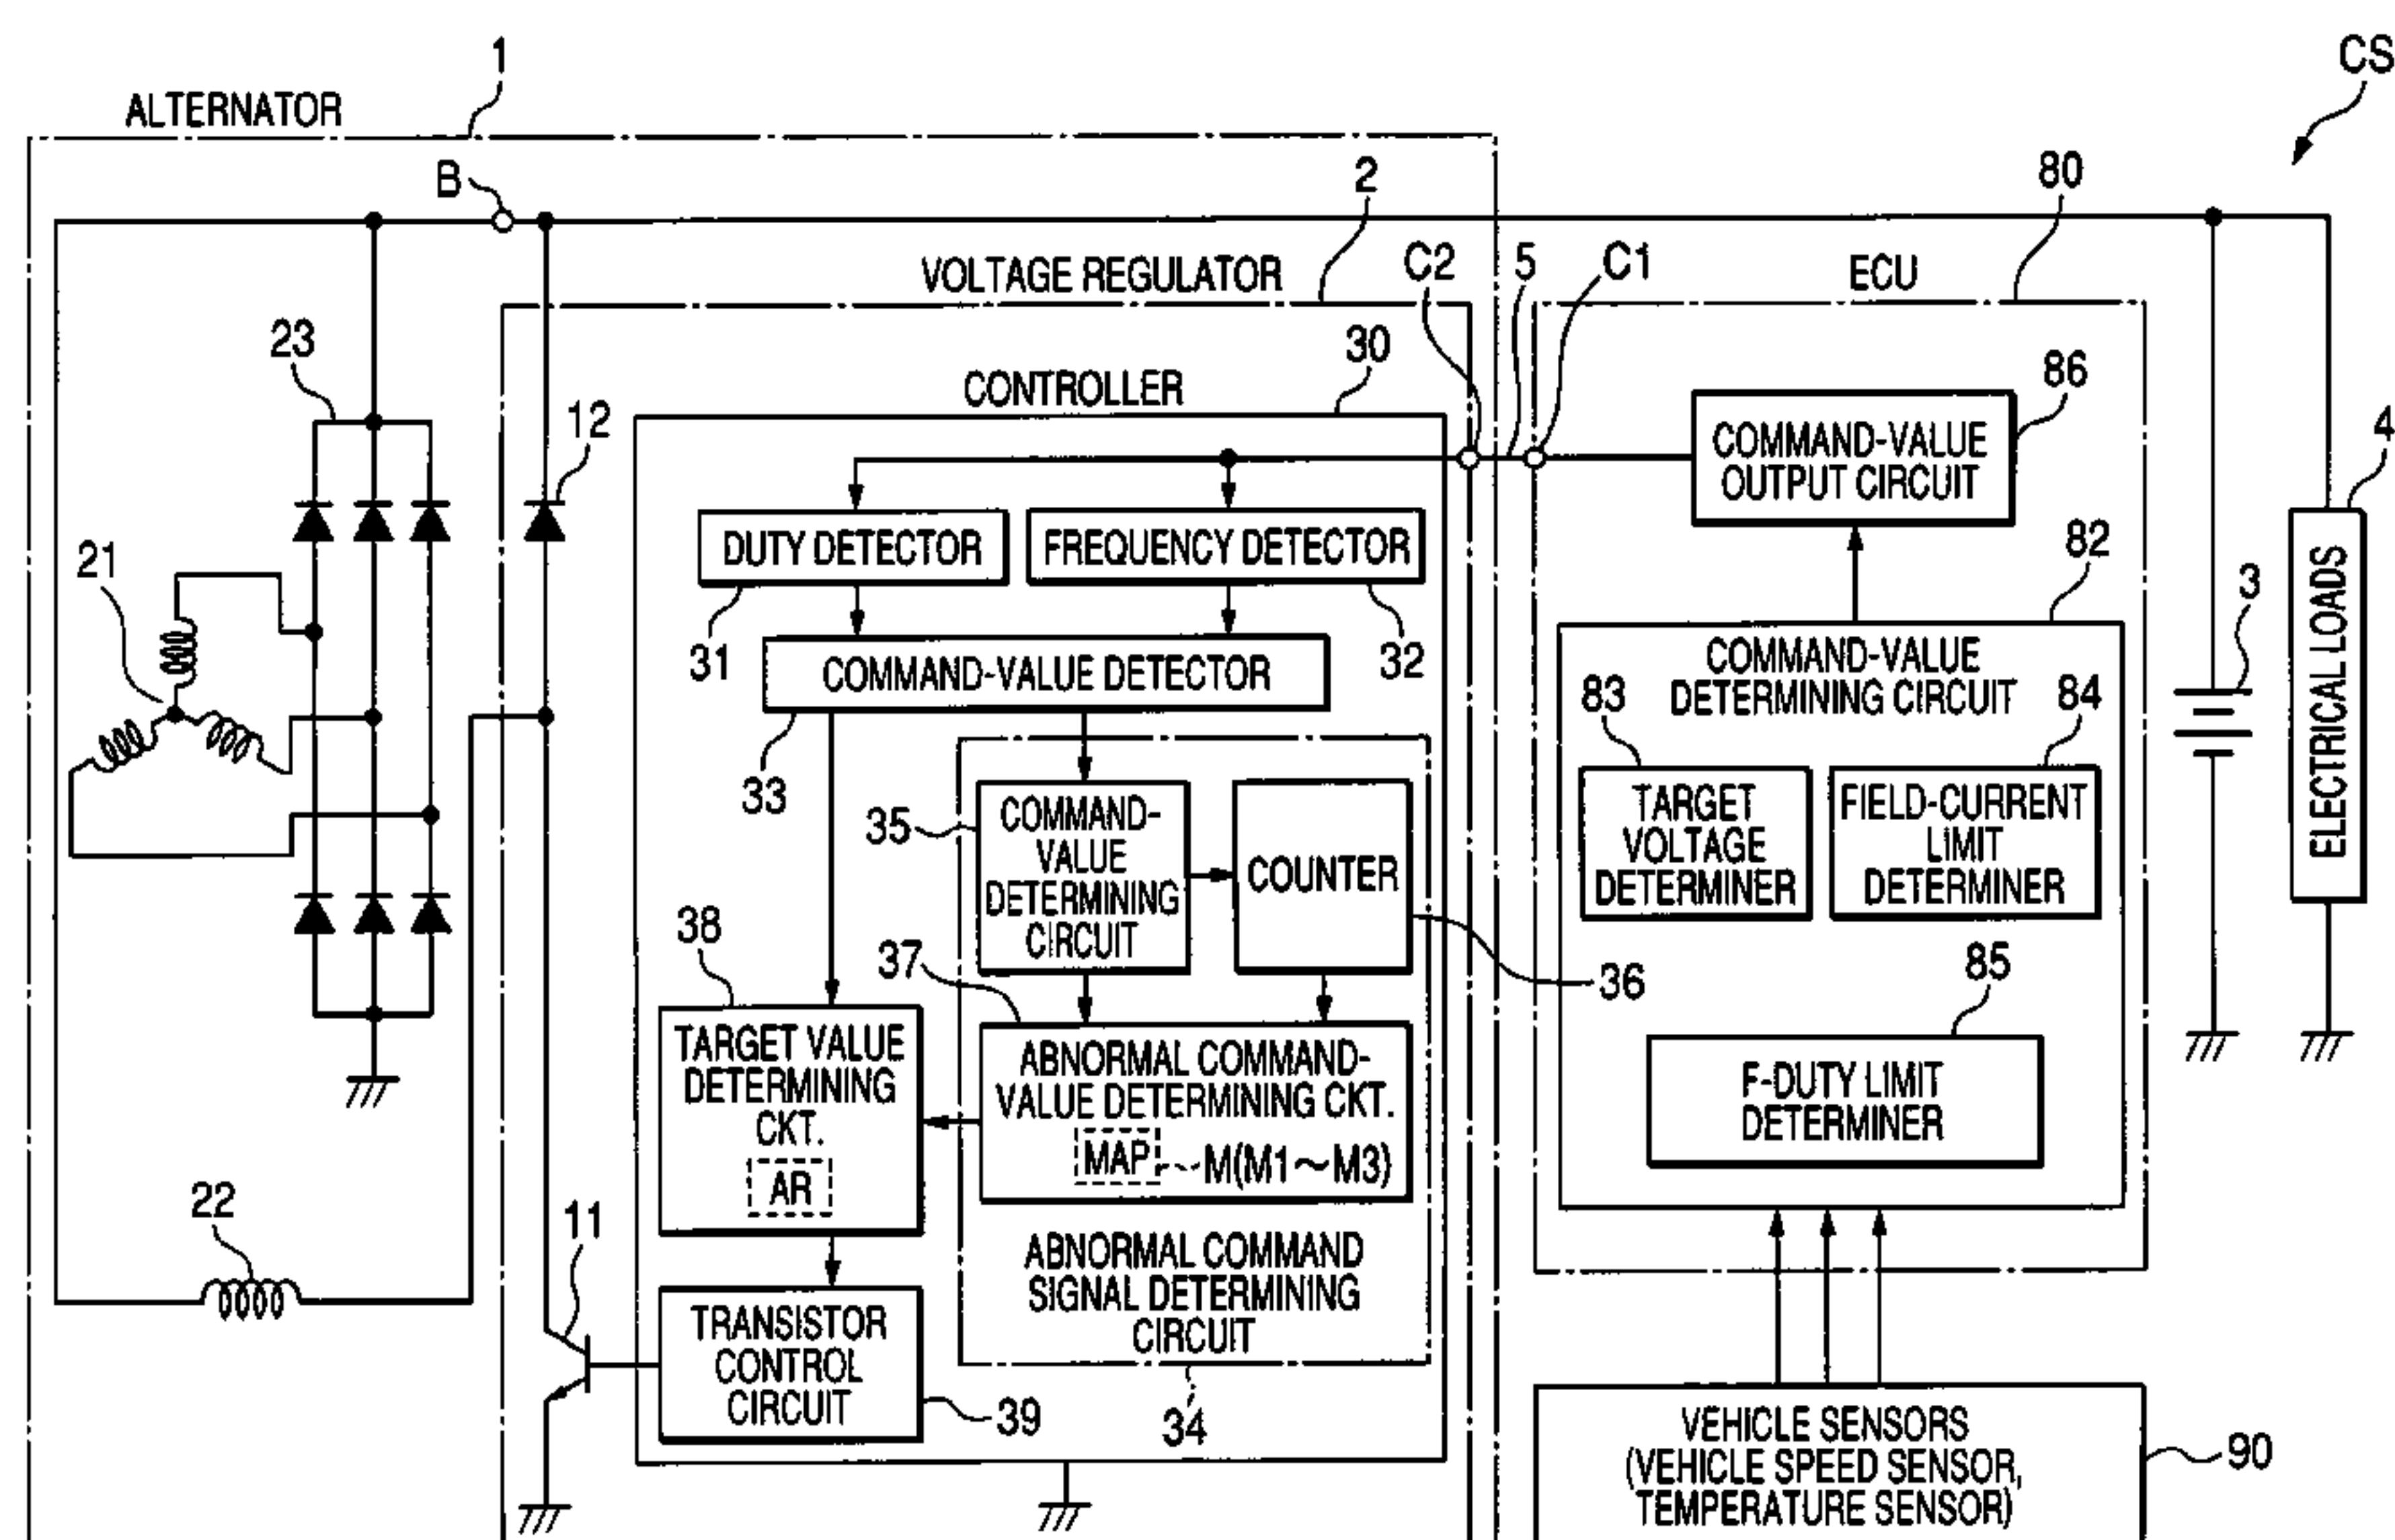 1
CS
ALTERNATOR
B
2
80
VOLTAGE REGULATOR
C2
5
C1
ECU
23
30
12
CONTROLLER
86
COMMAND-VALUE
OUTPUT CIRCUIT
4
DUTY DETECTOR
FREQUENCY DETECTOR
82
21
31
32
3
ELECTRICAL LOADS
COMMAND-VALUE DETECTOR
COMMAND-VALUE
DETERMINING CIRCUIT
83
84
33
35
COMMAND-
VALUE
DETERMINING
CIRCUIT
COUNTER
TARGET
VOLTAGE
DETERMINER
FIELD-CURRENT
LIMIT
DETERMINER
38
37
36
85
TARGET VALUE
DETERMINING
CKT.
AR
ABNORMAL COMMAND-
VALUE DETERMINING CKT.
MAP
M(M1～M3)
F-DUTY LIMIT
DETERMINER
22
11
ABNORMAL COMMAND
SIGNAL DETERMINING
CIRCUIT
TRANSISTOR
CONTROL
CIRCUIT
39
34
VEHICLE SENSORS
(VEHICLE SPEED SENSOR,
TEMPERATURE SENSOR)
90